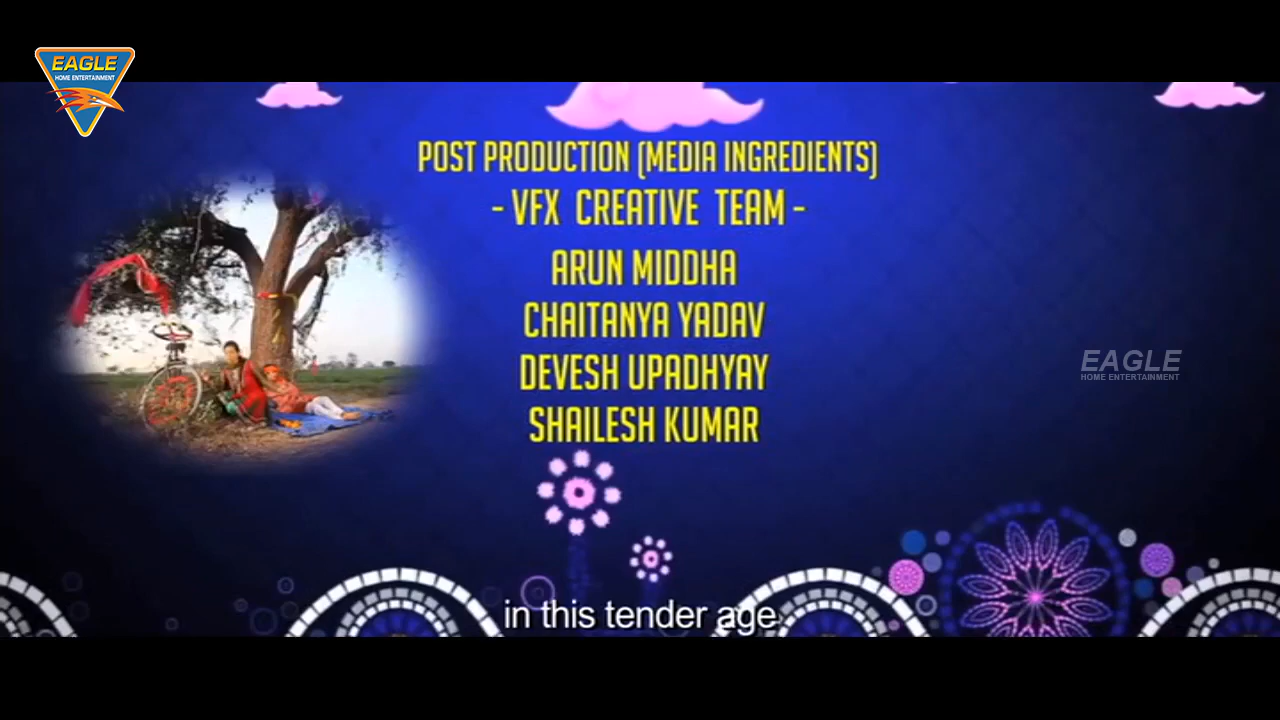 EAGLE
HOME ENTERTAINMENT
POST PRODUCTION (MEDIA INGREDIENTS)
- VFX CREATIVE TEAM -
ARUN MIDDHA
CHAITANYA YADAV
DEVESH UPADHYAY
SHAILESH KUMAR
EAGLE
HOME ENTERTAINMENT
in this tender age